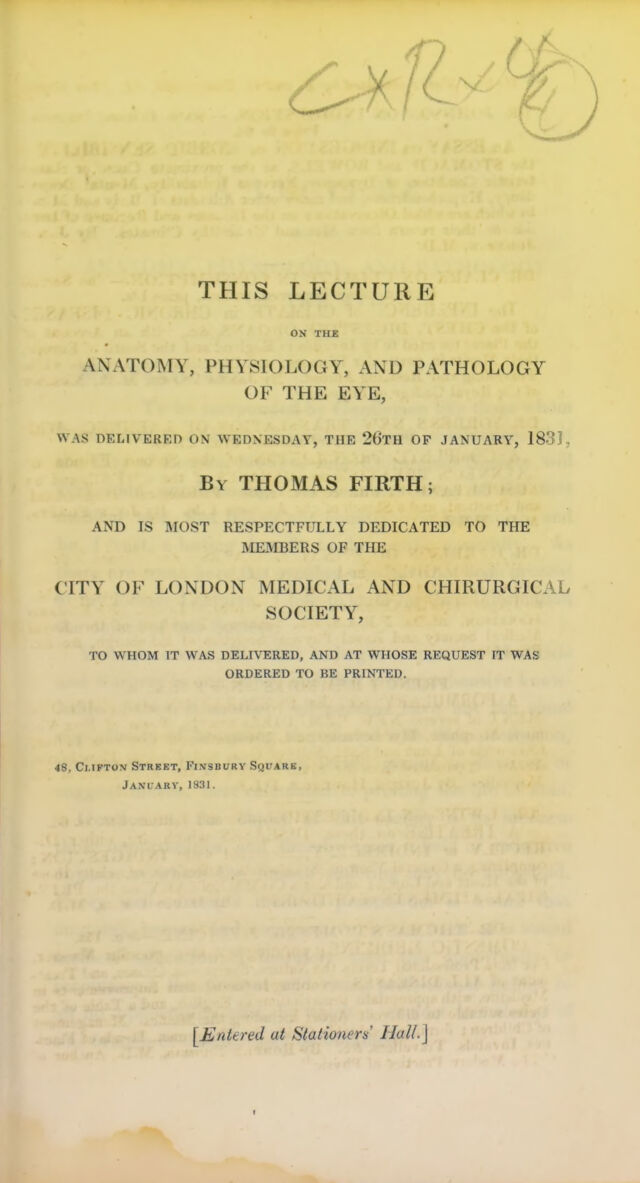 THIS LECTURE
ON THE
ANATOMY, PHYSIOLOGY, AND PATHOLOGY
OF THE EYE,
WAS DELIVERED ON WEDNESDAY, THE 26TH OF JANUARY, 1831,
BY THOMAS FIRTH;
AND IS MOST RESPECTFULLY DEDICATED TO THE
MEMBERS OF THE
CITY OF LONDON MEDICAL AND CHIRURGICAL
SOCIETY,
TO WHOM IT WAS DELIVERED, AND AT WHOSE REQUEST IT WAS
ORDERED TO BE PRINTED.
48, CLIFTON STREET, FINSBURY SQUARE,
JANUARY, 1831.
[Entered at Stationers' Hall.]